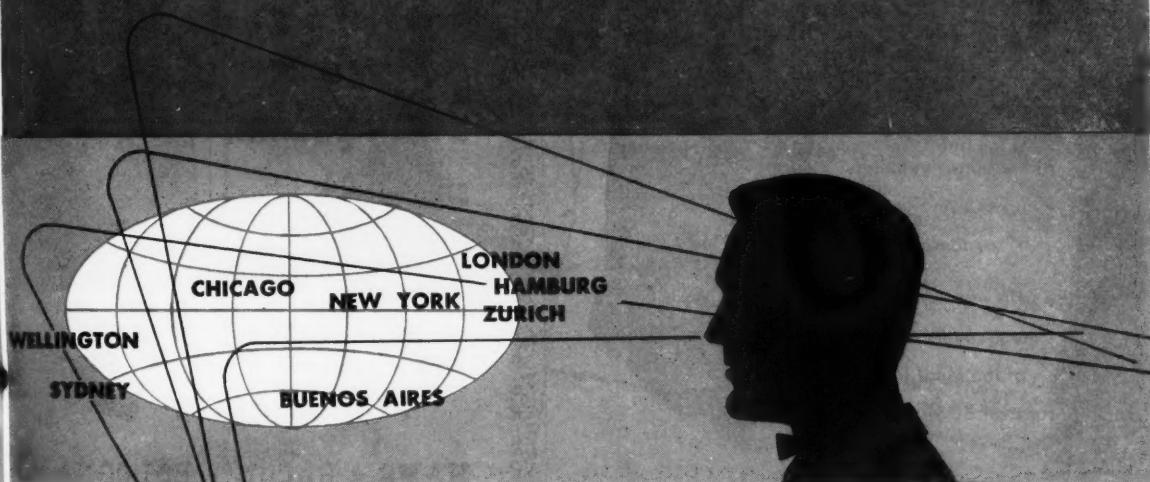 LONDON
HAMBURG
CHICAGO
NEW YORK
ZURICH
WELLINGTON
SYDNEY
BUENOS AIRES